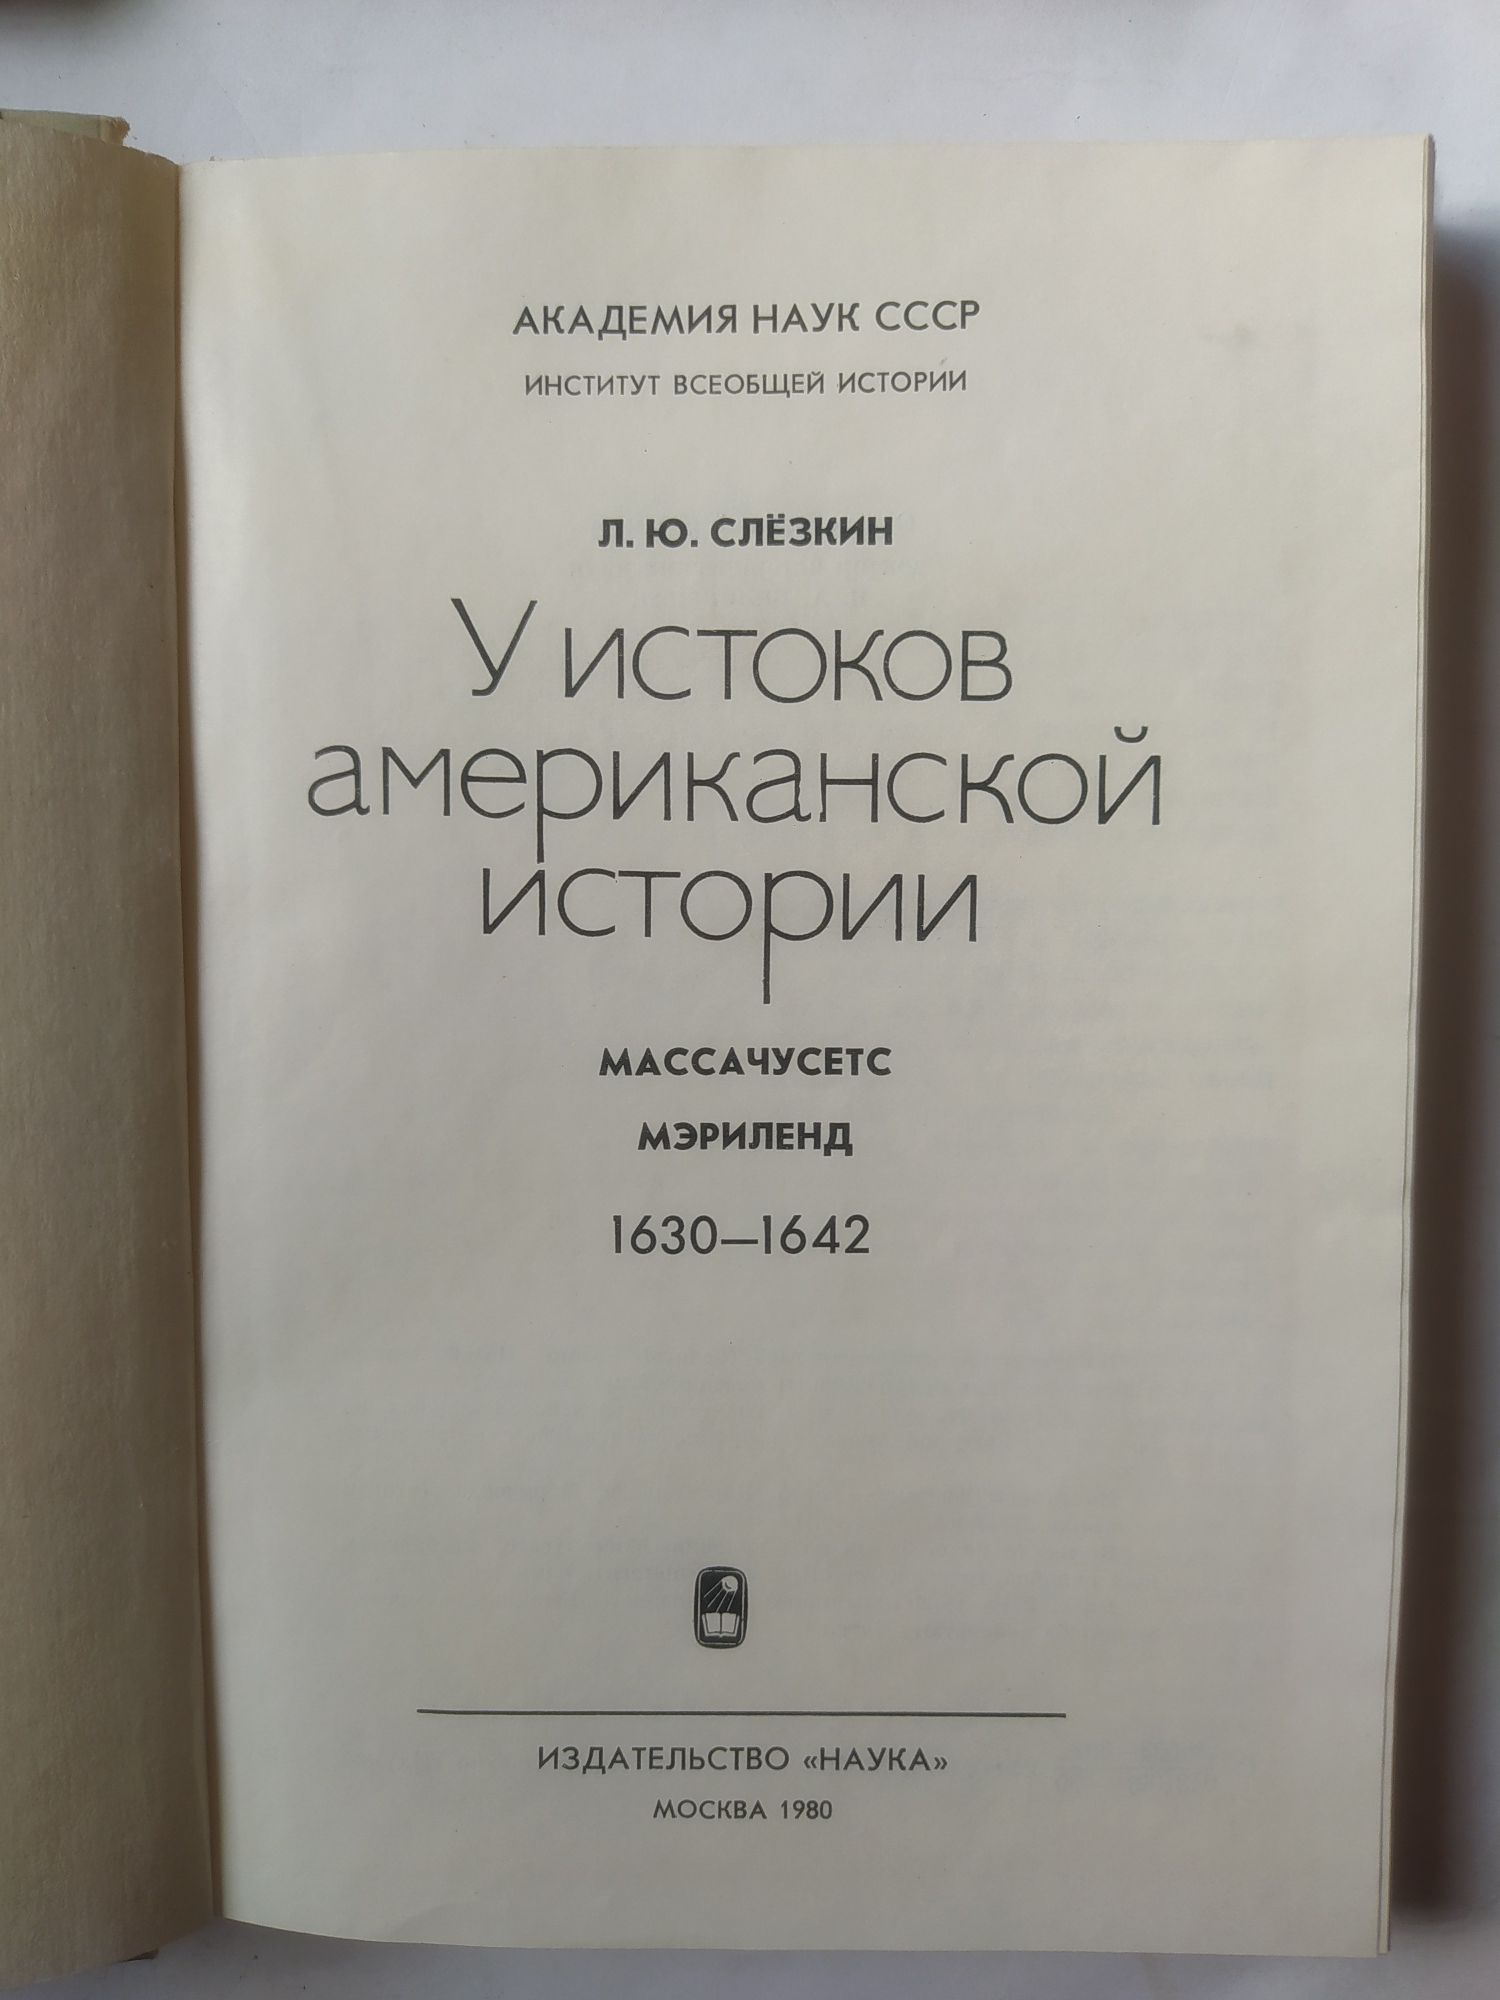 АКАДЕМИЯ НАУК СССР
ИНСТИТУТ ВСЕОБЩЕЙ ИСТОРИИ
Л. Ю. СЛЁЗКИН
У ИСТОКОВ
американской
истории
МАССАЧУСЕТС
МЭРИЛЕНД
1630—1642
ИЗДАТЕЛЬСТВО «НАУКА»
МОСКВА 1980